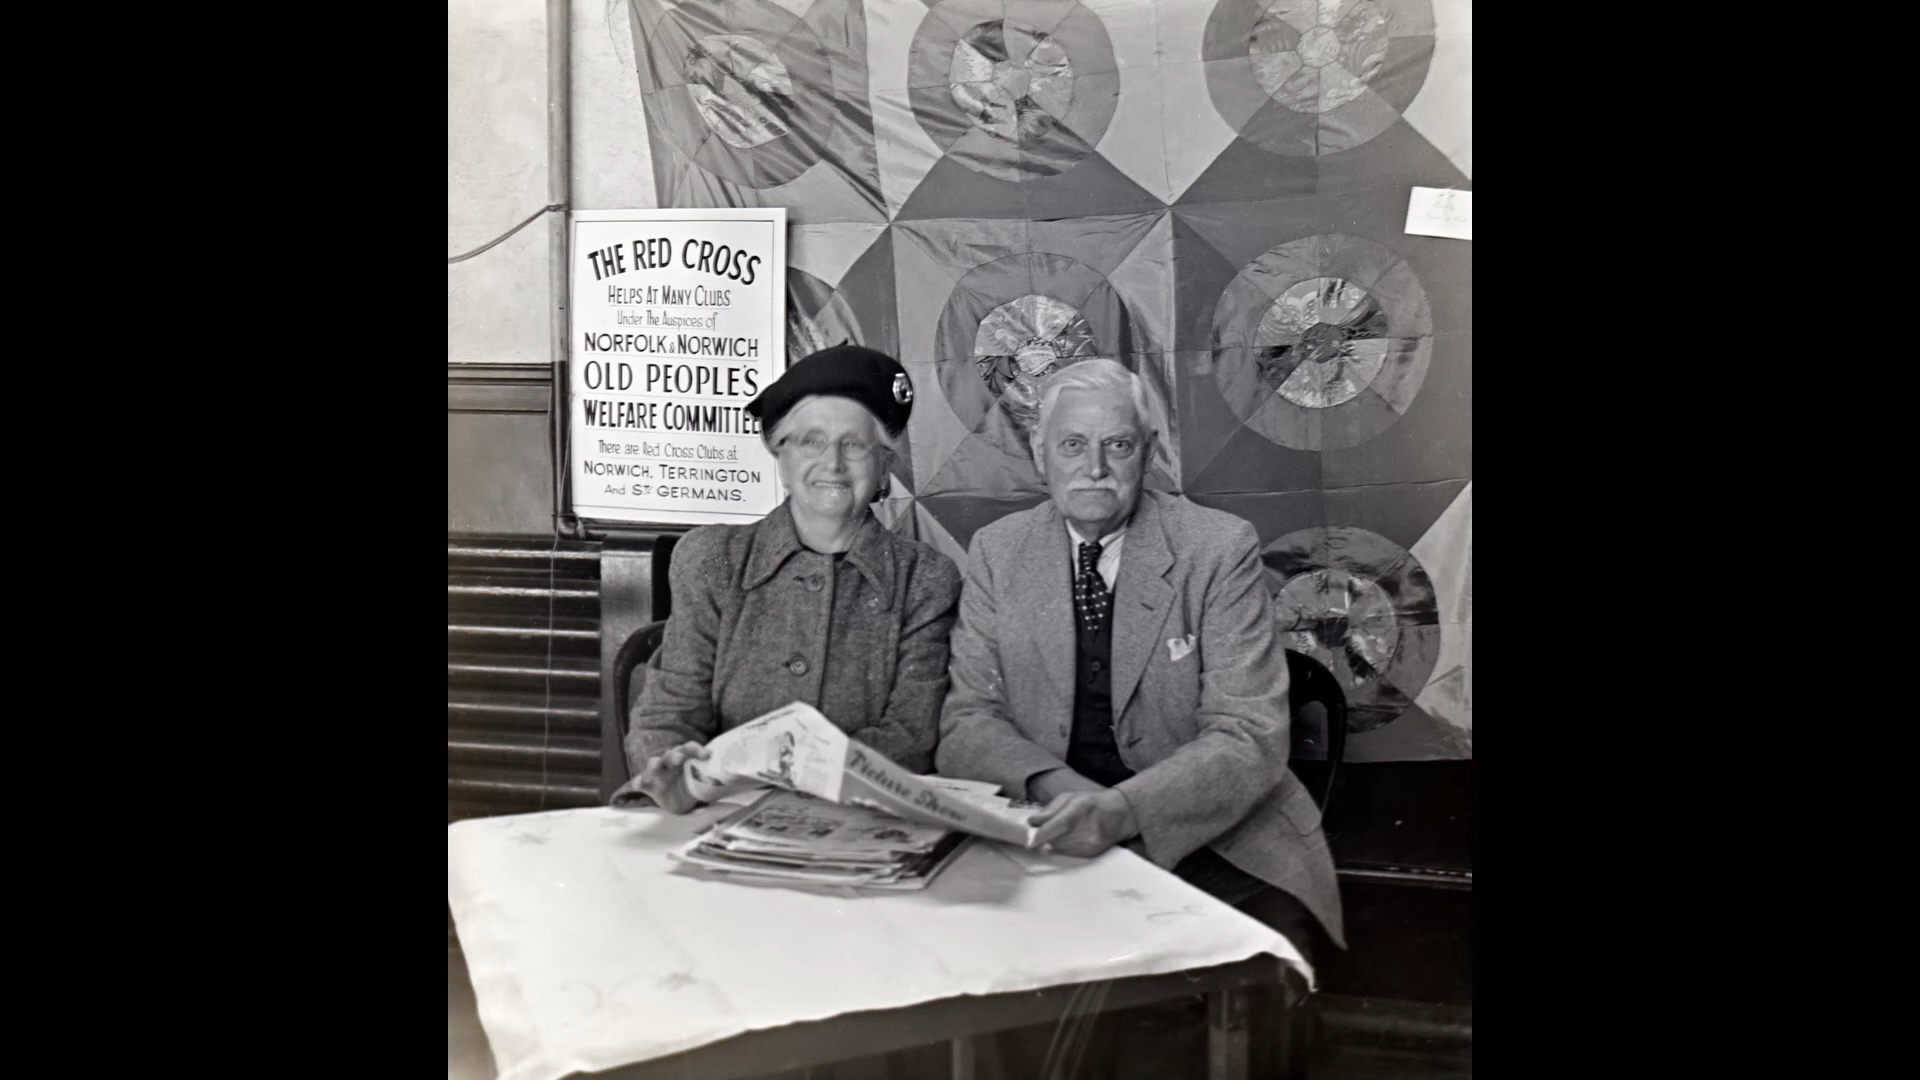 THE RED CROSS
HELPS AT MANY CLUBS
Under The Auspices of
NORFOLK & NORWICH
OLD PEOPLE'S
WELFARE COMMITTEE
There are Red Cross Clubs at
NORWICH. TERRINGTON
And ST. GERMANS.
Picture Show